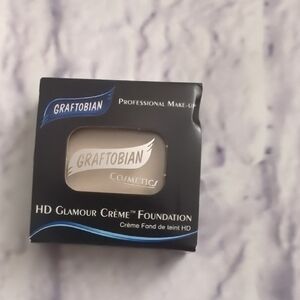 GRAFTOBIAN
PROFESSIONAL MAKE-UP
GRAFTOBIAN
COSMETICS
HD GLAMOUR CRÈME™ FOUNDATION
Crème Fond de teint HD